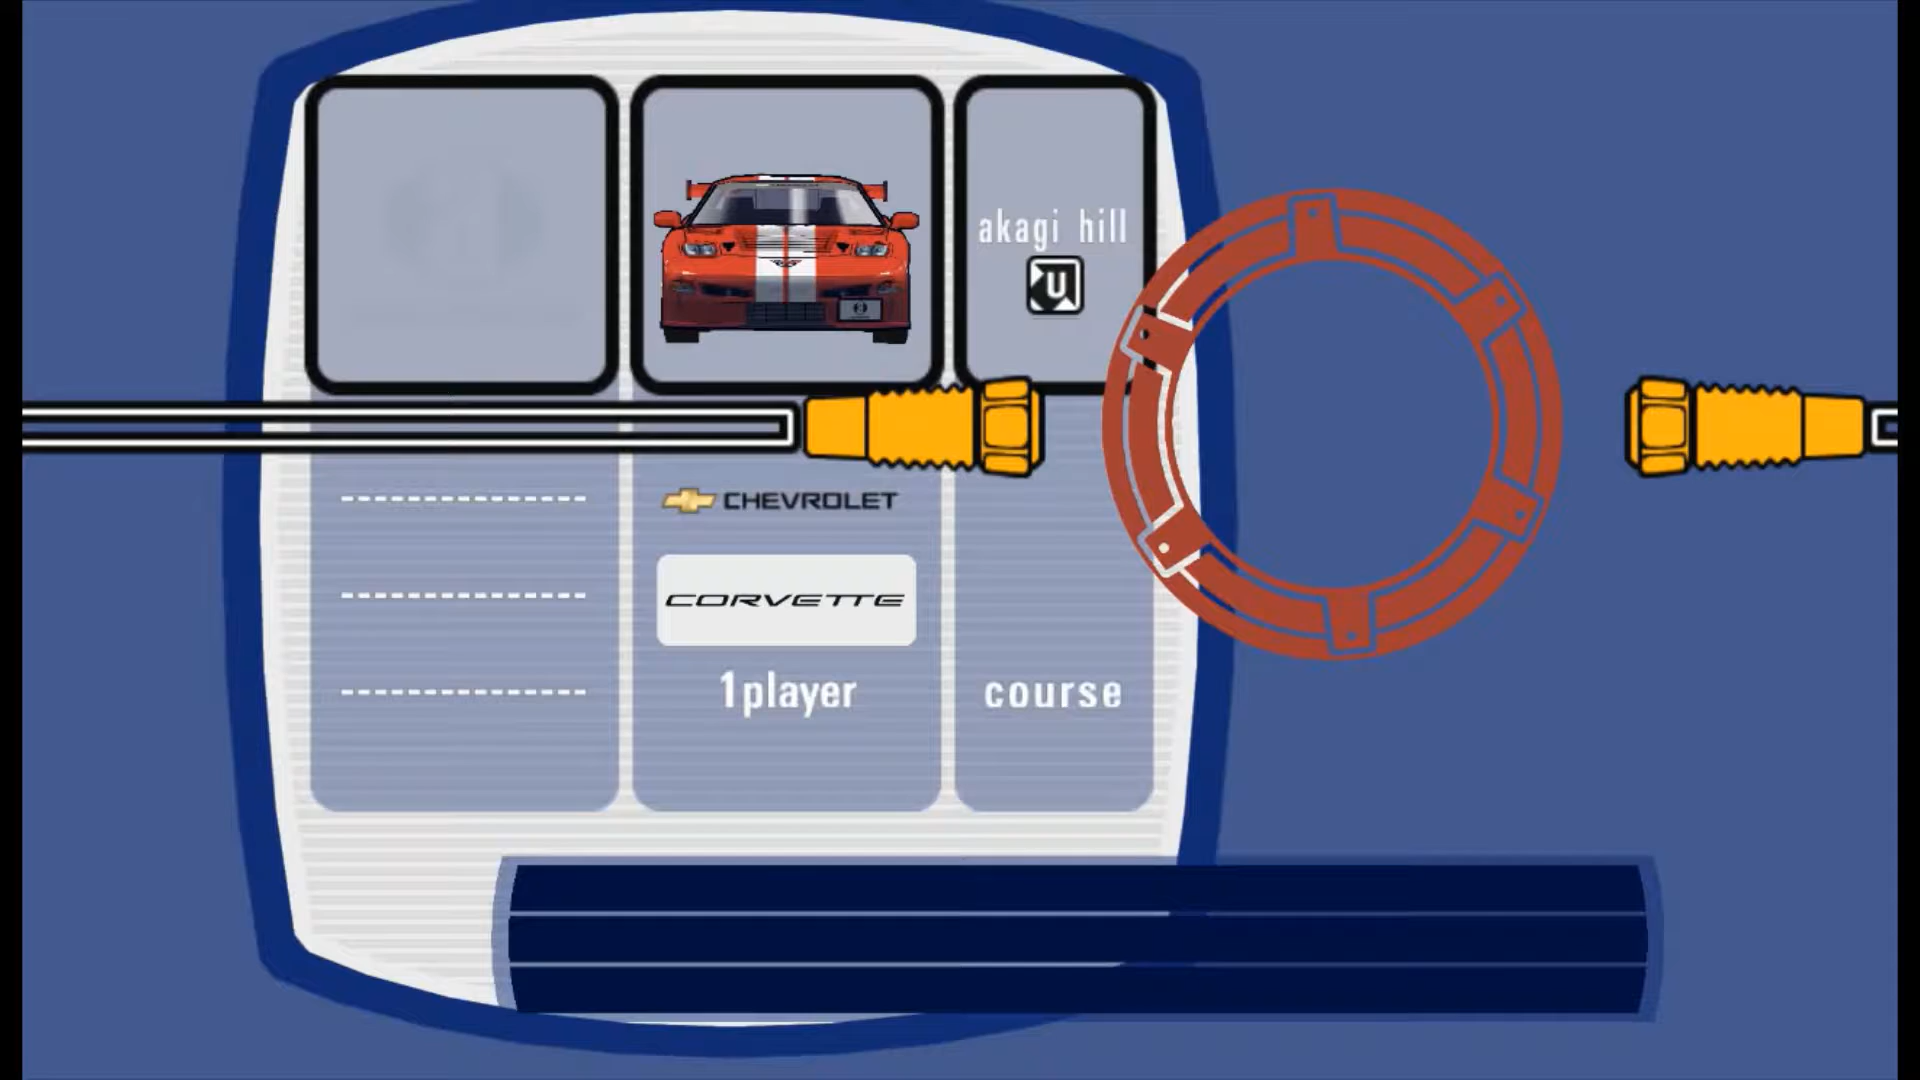 akagi hill
U
CHEVROLET
CORVETTE
1player
course